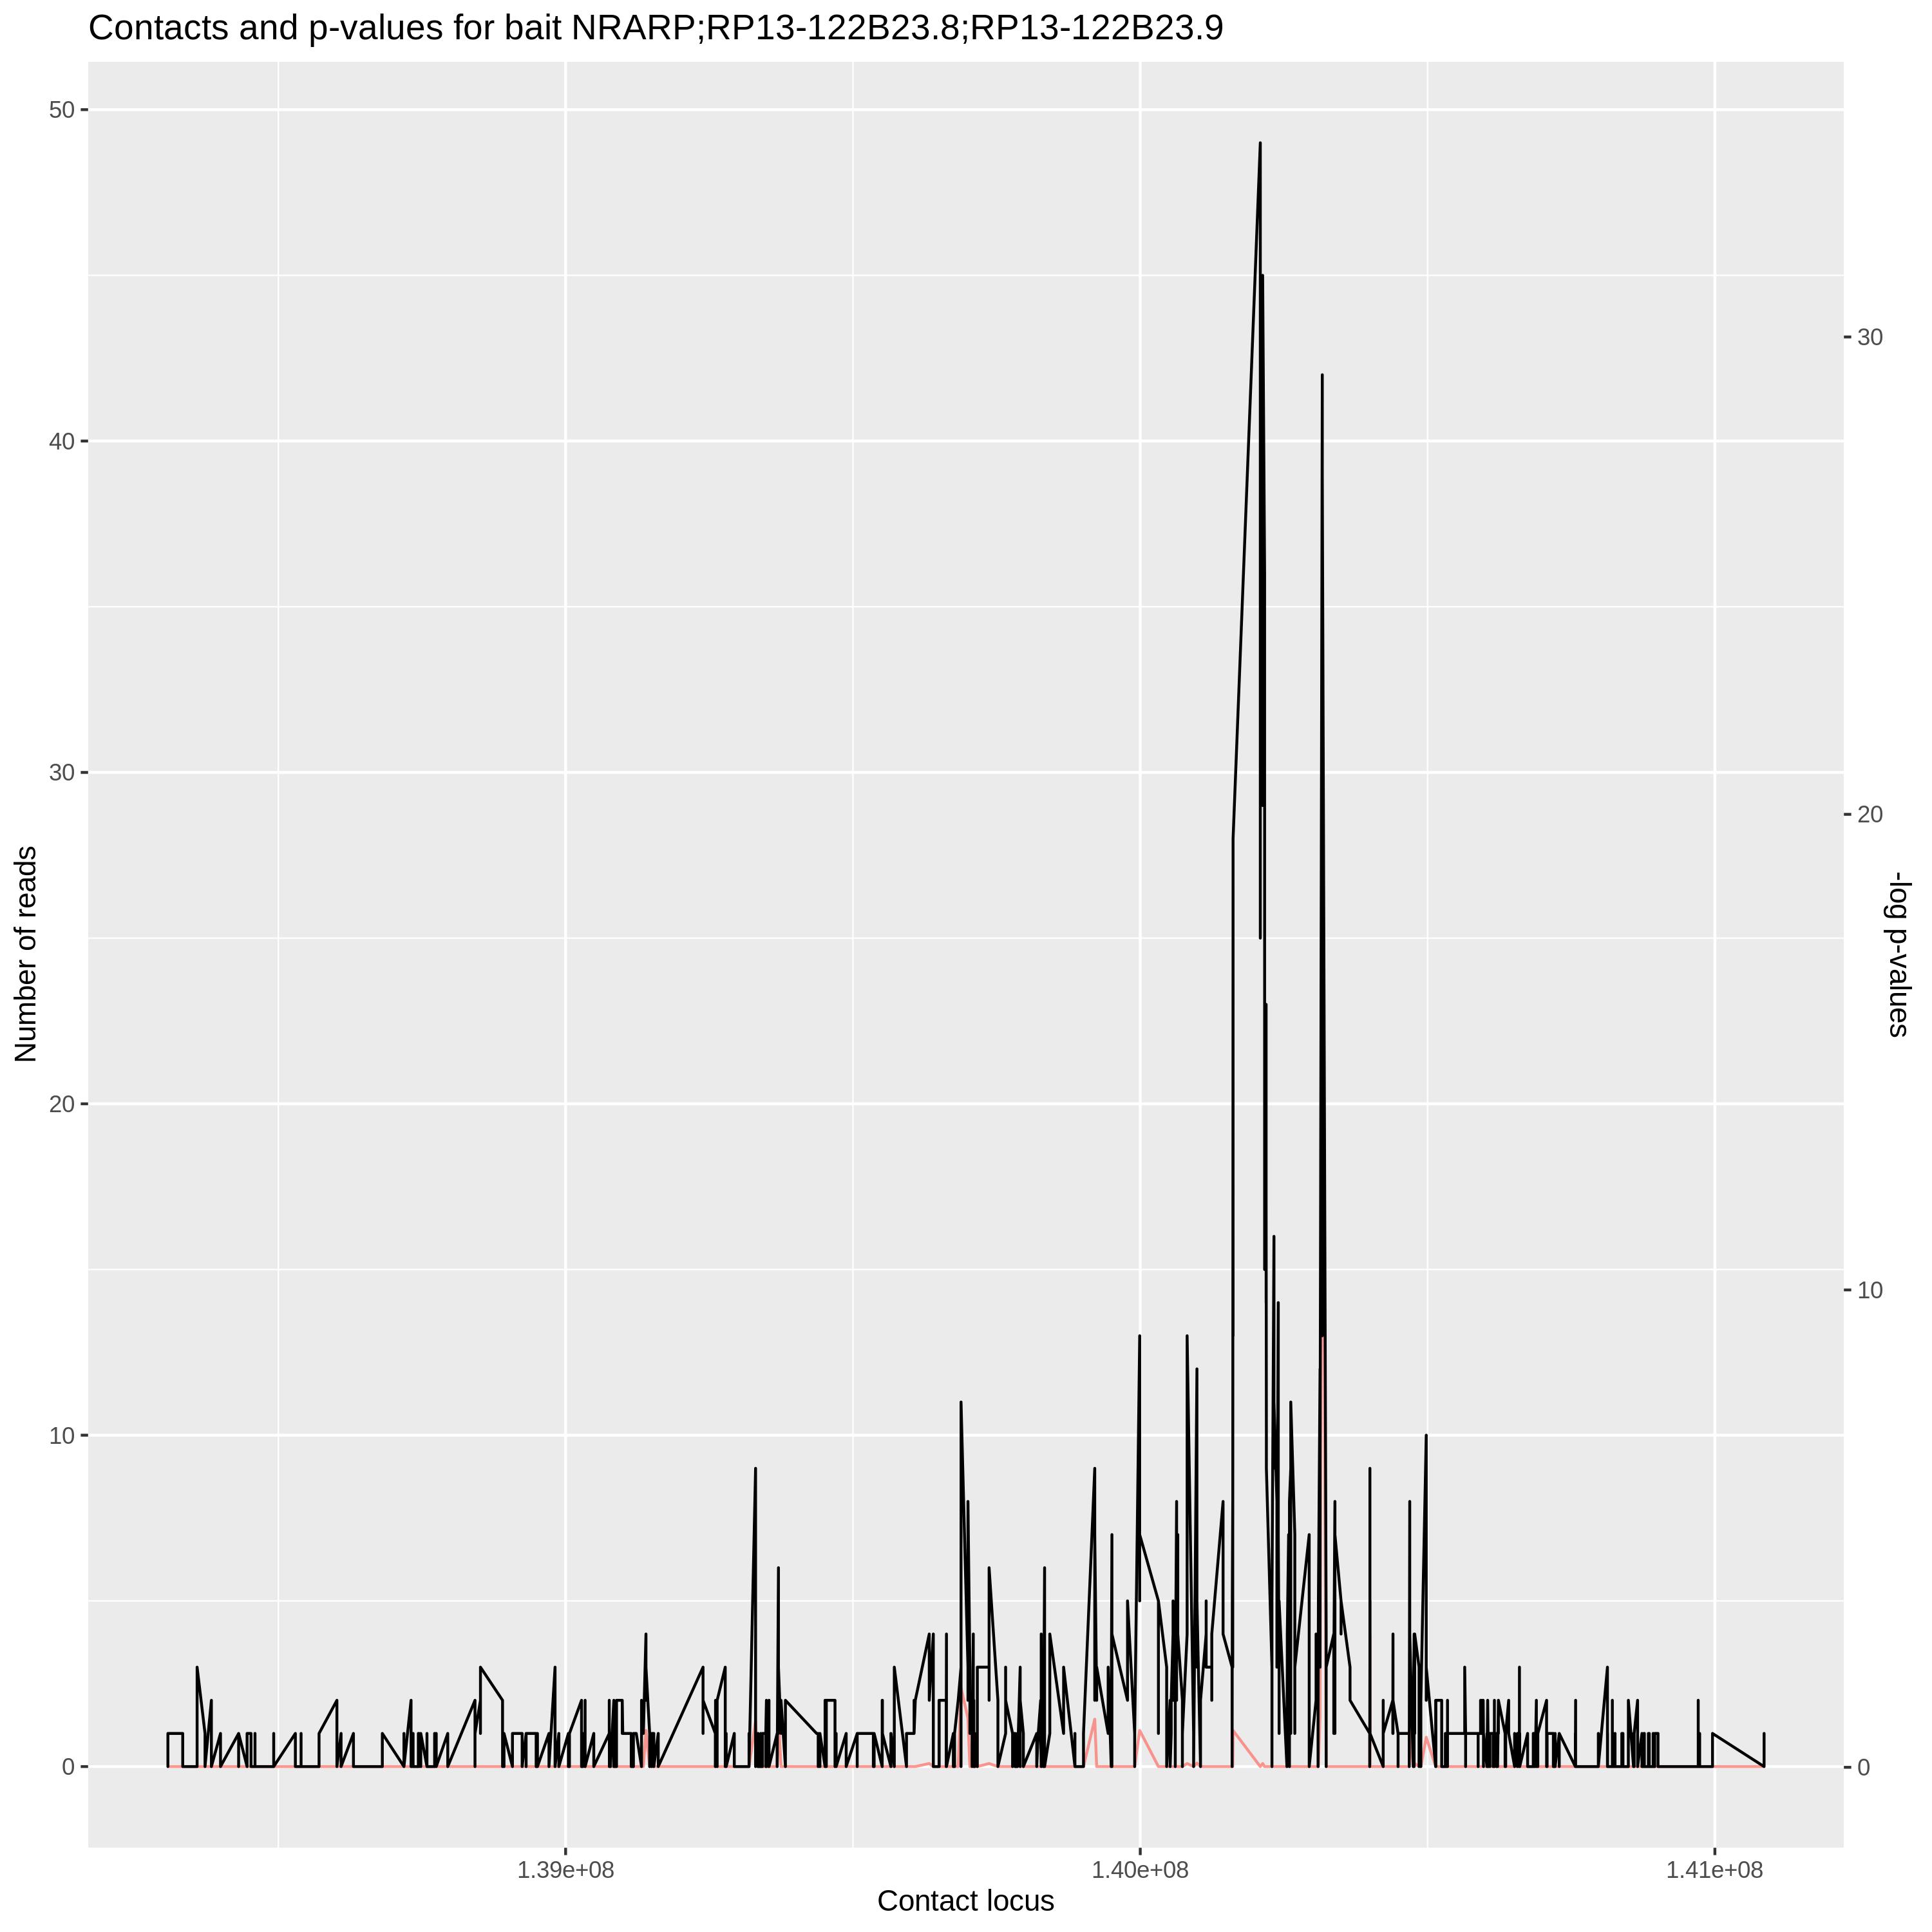 Contacts and p-values for bait NRARP;RP13-122B23.8;RP13-122B23.9
50
40
30
20
10
0
Number of reads
30
20
10
0
-log p-values
1.39e+08
1.40e+08
1.41e+08
Contact locus